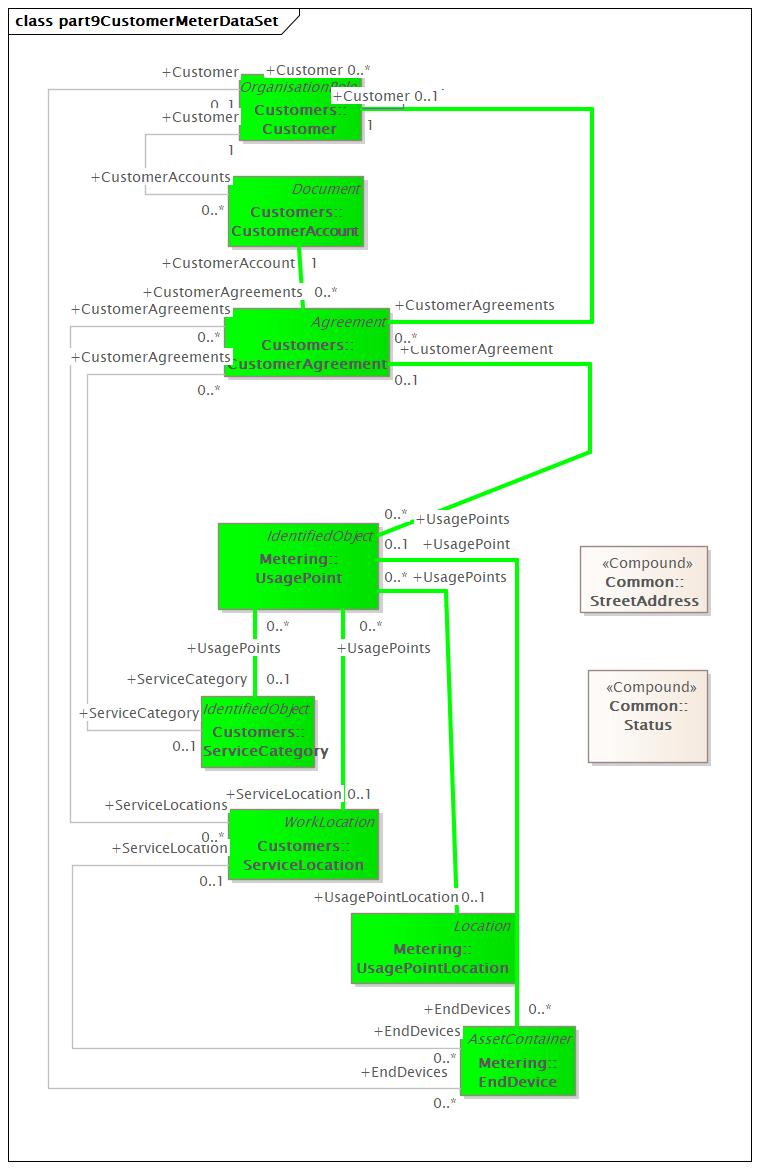 class part9CustomerMeterDataSet
+Customer
+Customer 0..*
OrganisationRole
+Customer 0..1
0..1
+Customer
Customers::
Customer
1
1
+CustomerAccounts
Document
0..*
Customers::
CustomerAccount
+CustomerAccount
1
+CustomerAgreements
0..*
+CustomerAgreements
+CustomerAgreements
Agreement
0..*
0..*
Customers::
+CustomerAgreement
+CustomerAgreements
CustomerAgreement
0..1
0..*
0..*
+UsagePoints
IdentifiedObject
0..1
+UsagePoint
Metering::
UsagePoint
0..*
+UsagePoints
«Compound»
Common::
StreetAddress
0..*
0..*
+UsagePoints
+UsagePoints
+ServiceCategory
0..1
«Compound»
Common::
Status
IdentifiedObject
+ServiceCategory
Customers::
0..1
ServiceCategory
+ServiceLocation
0..1
+ServiceLocations
WorkLocation
0..*
Customers::
+ServiceLocation
ServiceLocation
0..1
+UsagePointLocation
0..1
Location
Metering::
UsagePointLocation
+EndDevices
0..*
+EndDevices
AssetContainer
0..*
Metering::
+EndDevices
EndDevice
0..*